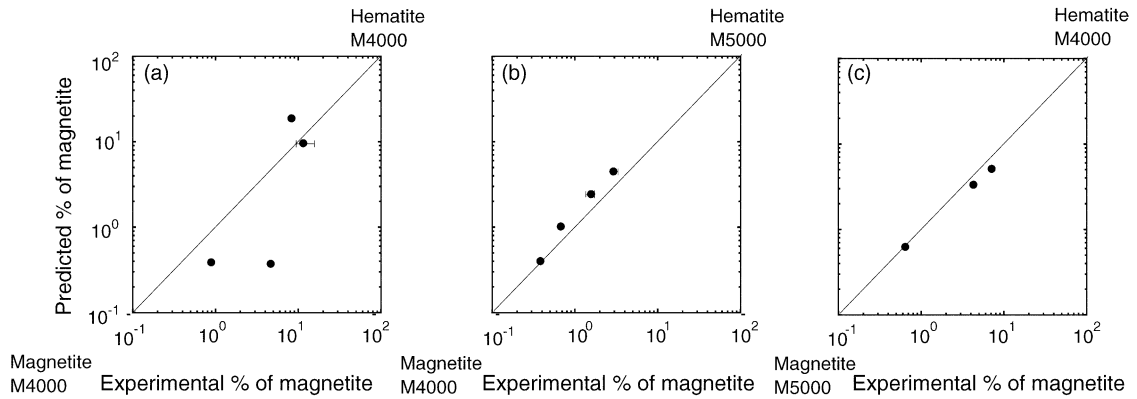 Hematite
M4000
Hematite
M5000
Hematite
M4000
(a)
(b)
(c)
Predicted % of magnetite
10^2
10^1
10^0
10^-1
10^-1 10^0 10^1 10^2
10^-1 10^0 10^1 10^2
10^-1 10^0 10^1 10^2
Magnetite
M4000
Experimental % of magnetite
Magnetite
M4000
Experimental % of magnetite
Magnetite
M5000
Experimental % of magnetite